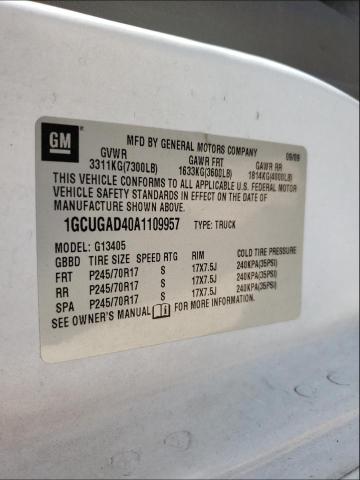 GM
MFD BY GENERAL MOTORS COMPANY
GVWR GAWR FRT GAWR RR 09/09
3311KG(7300LB) 1633KG(3600LB) 1814KG(4000LB)
THIS VEHICLE CONFORMS TO ALL APPLICABLE U.S. FEDERAL MOTOR
VEHICLE SAFETY STANDARDS IN EFFECT ON THE DATE OF
MANUFACTURE SHOWN ABOVE.
1GCUGAD40A1109957 TYPE: TRUCK
MODEL: G13405
GBBD TIRE SIZE SPEED RTG RIM COLD TIRE PRESSURE
FRT P245/70R17 S 17X7.5J 240KPA(35PSI)
RR P245/70R17 S 17X7.5J 240KPA(35PSI)
SPA P245/70R17 S 17X7.5J 240KPA(35PSI)
SEE OWNER'S MANUAL FOR MORE INFORMATION.